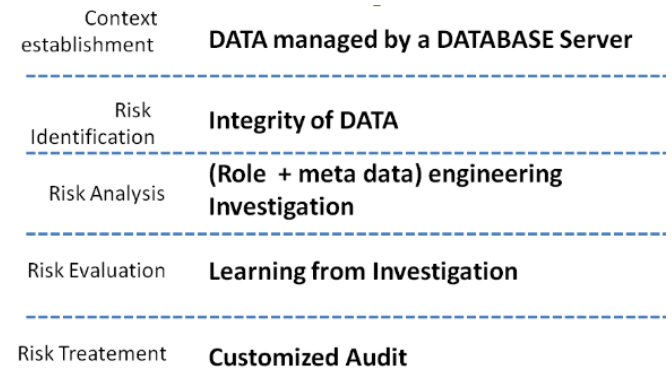 Context
establishment
DATA managed by a DATABASE Server
Risk
Identification
Integrity of DATA
Risk Analysis
(Role + meta data) engineering
Investigation
Risk Evaluation
Learning from Investigation
Risk Treatement
Customized Audit